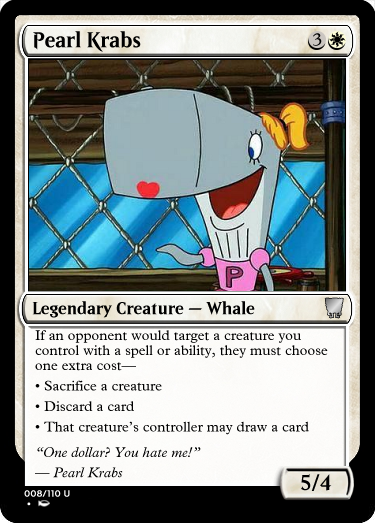 Pearl Krabs
3
P
Legendary Creature — Whale
If an opponent would target a creature you
control with a spell or ability, they must choose
one extra cost—
• Sacrifice a creature
• Discard a card
• That creature's controller may draw a card
“One dollar? You hate me!”
— Pearl Krabs
5/4
008/110 U